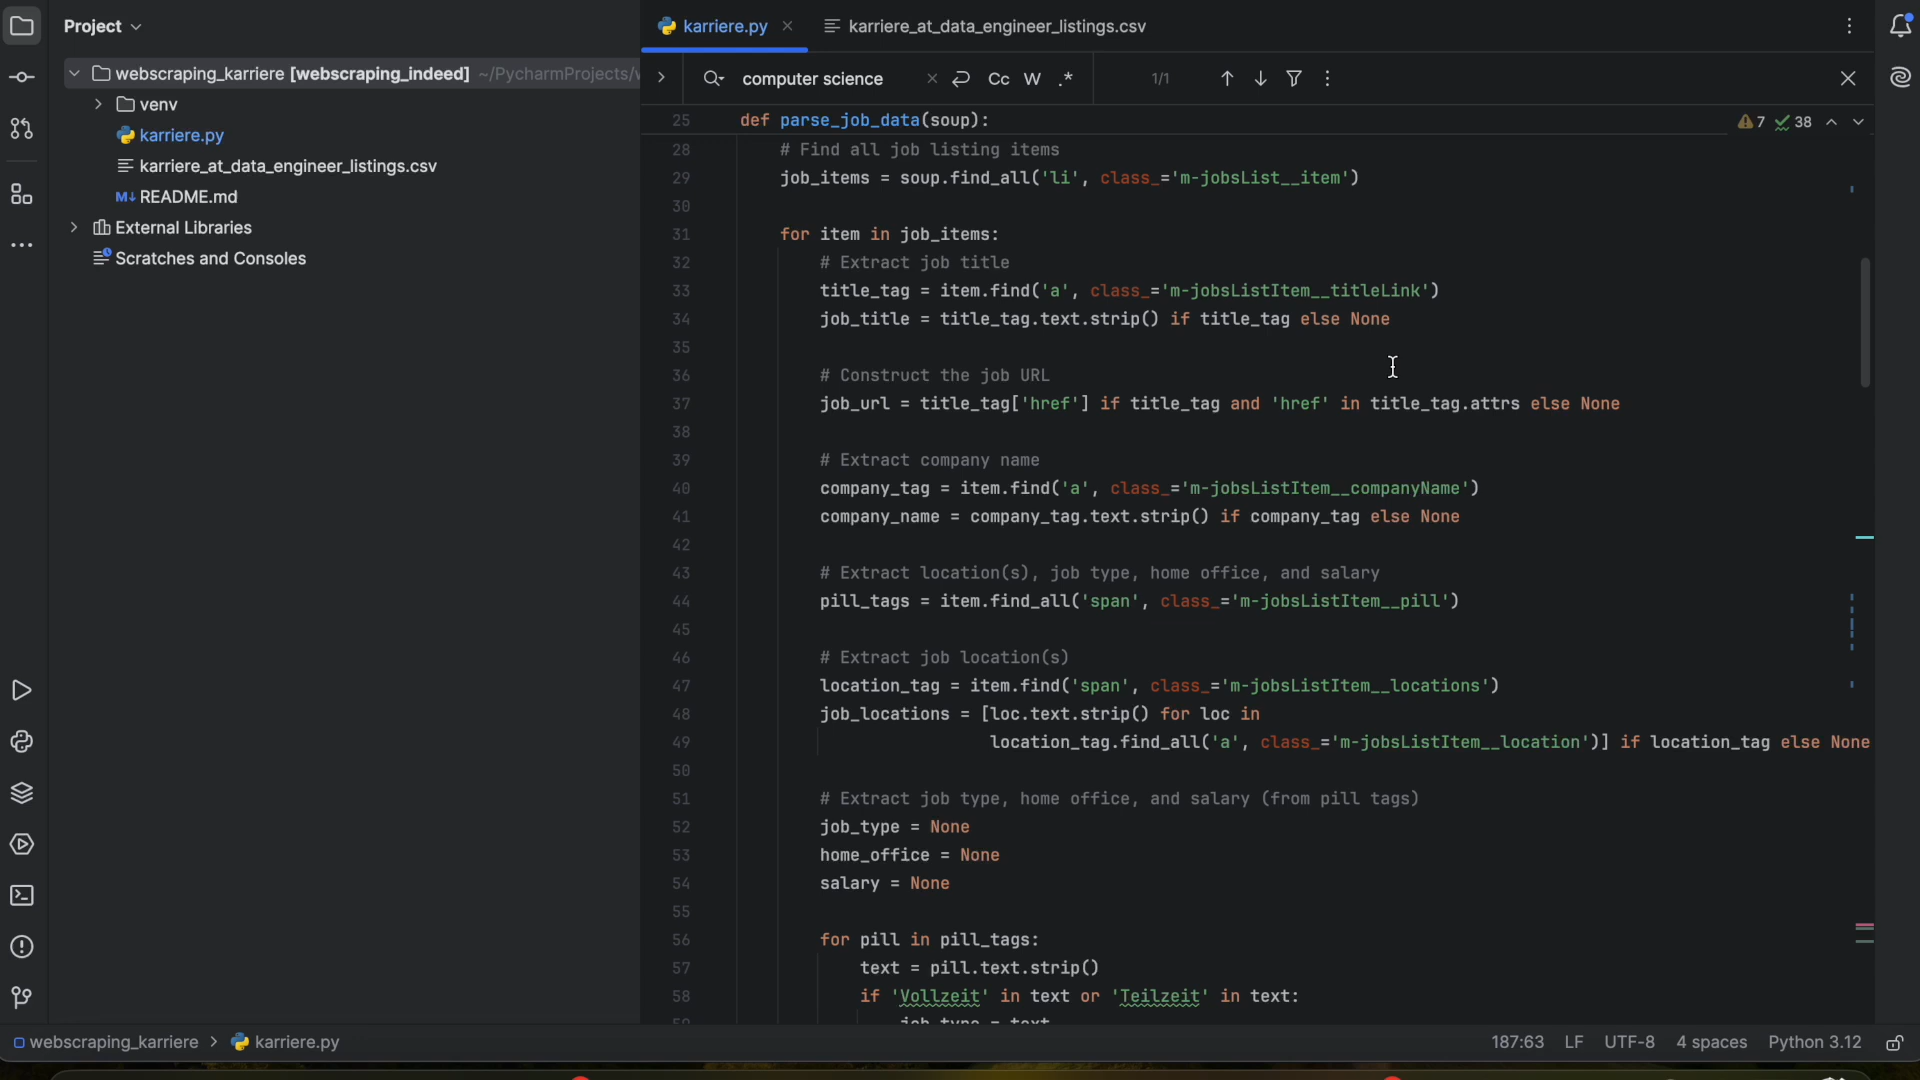 Project
webscraping_karriere [webscraping_indeed] ~/PycharmProjects/
venv
karriere.py
karriere_at_data_engineer_listings.csv
M↓ README.md
External Libraries
Scratches and Consoles
karriere.py
karriere_at_data_engineer_listings.csv
computer science
Cc W .*
1/1
25 def parse_job_data(soup):
7 38
28 # Find all job listing items
29 job_items = soup.find_all('li', class_='m-jobsList__item')
30
31 for item in job_items:
32 # Extract job title
33 title_tag = item.find('a', class_='m-jobsListItem__titleLink')
34 job_title = title_tag.text.strip() if title_tag else None
35
36 # Construct the job URL
37 job_url = title_tag['href'] if title_tag and 'href' in title_tag.attrs else None
38
39 # Extract company name
40 company_tag = item.find('a', class_='m-jobsListItem__companyName')
41 company_name = company_tag.text.strip() if company_tag else None
42
43 # Extract location(s), job type, home office, and salary
44 pill_tags = item.find_all('span', class_='m-jobsListItem__pill')
45
46 # Extract job location(s)
47 location_tag = item.find('span', class_='m-jobsListItem__locations')
48 job_locations = [loc.text.strip() for loc in
49 location_tag.find_all('a', class_='m-jobsListItem__location')] if location_tag else None
50
51 # Extract job type, home office, and salary (from pill tags)
52 job_type = None
53 home_office = None
54 salary = None
55
56 for pill in pill_tags:
57 text = pill.text.strip()
58 if 'Vollzeit' in text or 'Teilzeit' in text:
59 job_type = text
webscraping_karriere > karriere.py
187:63 LF UTF-8 4 spaces Python 3.12